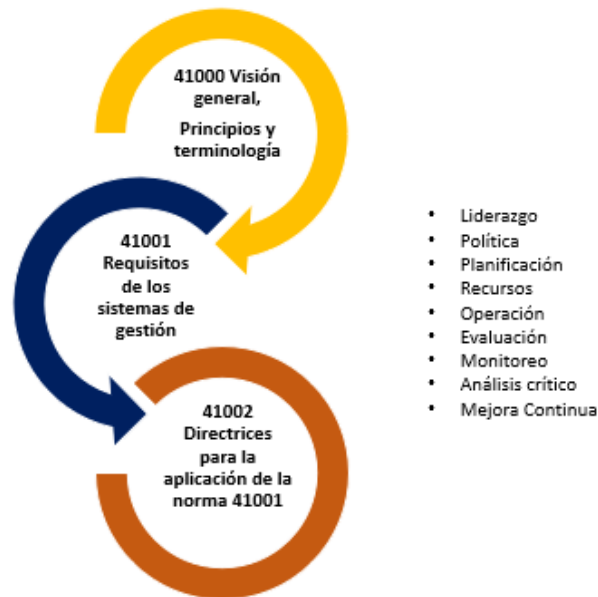 41000 Visión
general,
Principios y
terminología
41001
Requisitos
de los
sistemas de
gestión
41002
Directrices
para la
aplicación de la
norma 41001
• Liderazgo
• Política
• Planificación
• Recursos
• Operación
• Evaluación
• Monitoreo
• Análisis crítico
• Mejora Continua